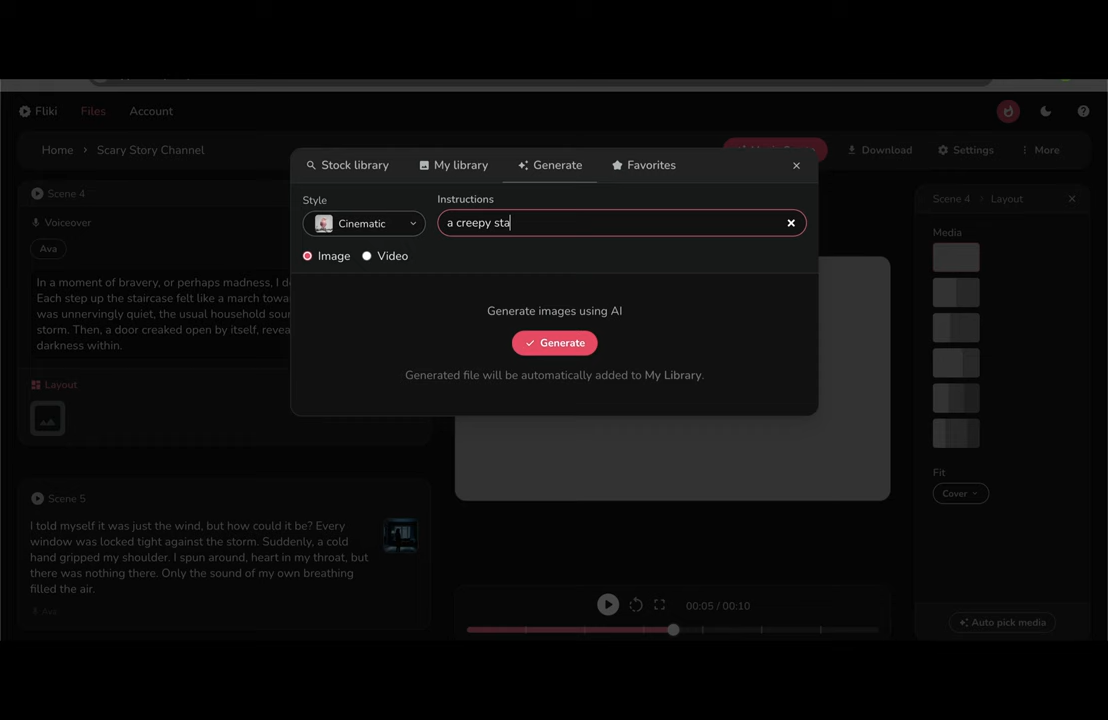 Fliki Files Account
Home > Scary Story Channel
Download Settings More
Stock library My library Generate Favorites
Style
Cinematic
Instructions
a creepy sta
Image Video
Generate images using AI
Generate
Generated file will be automatically added to My Library.
Scene 4
Voiceover
Ava
In a moment of bravery, or perhaps madness, I d
Each step up the staircase felt like a march towa
was unnervingly quiet, the usual household sour
storm. Then, a door creaked open by itself, revea
darkness within.
Layout
Scene 5
I told myself it was just the wind, but how could it be? Every
window was locked tight against the storm. Suddenly, a cold
hand gripped my shoulder. I spun around, heart in my throat, but
there was nothing there. Only the sound of my own breathing
filled the air.
Ava
00:05 / 00:10
Scene 4 / Layout
Media
Fit
Cover
Auto pick media